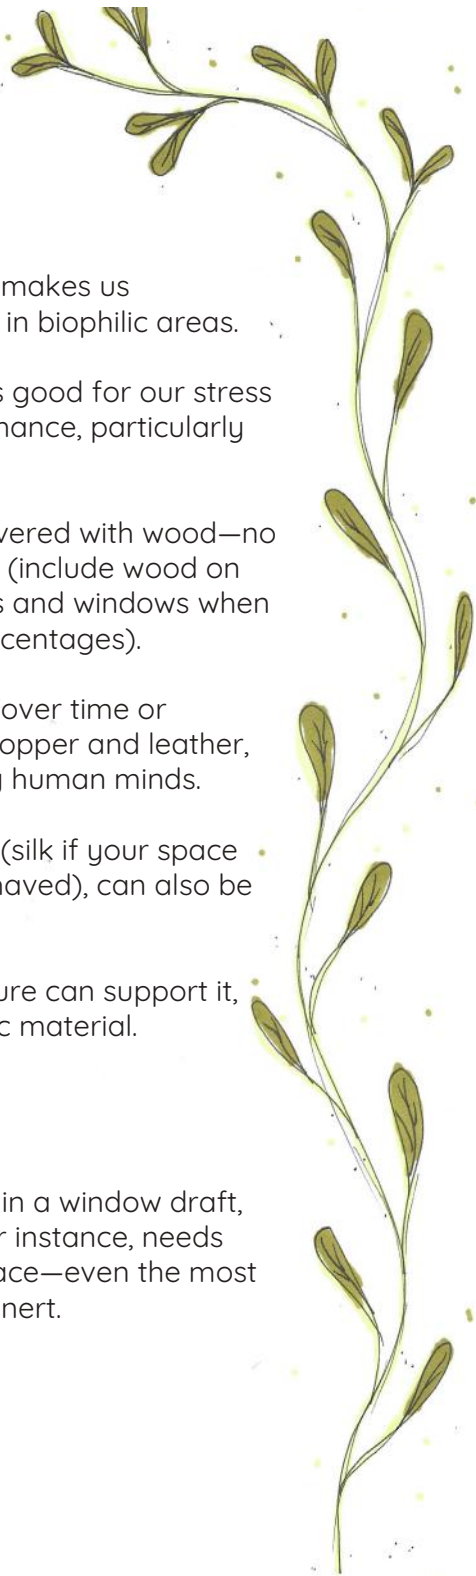 makes us
in biophilic areas.
s good for our stress
nance, particularly
vered with wood—no
(include wood on
s and windows when
centages).
over time or
opper and leather,
y human minds.
(silk if your space
naved), can also be
ure can support it,
c material.
in a window draft,
r instance, needs
ace—even the most
nert.